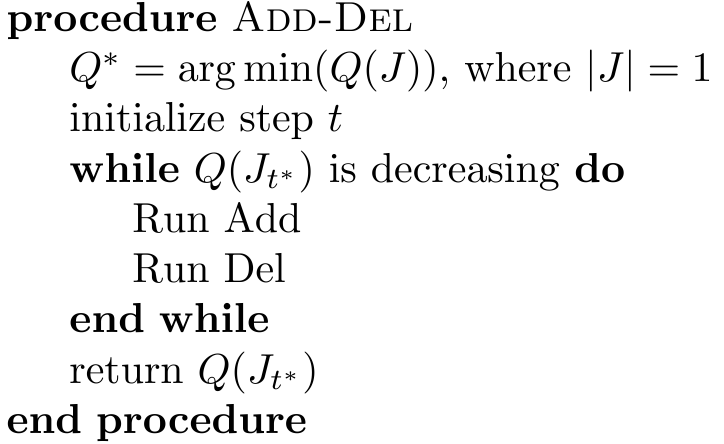 procedure ADD-DEL
Q* = arg min(Q(J)), where |J| = 1
initialize step t
while Q(J_{t*}) is decreasing do
Run Add
Run Del
end while
return Q(J_{t*})
end procedure